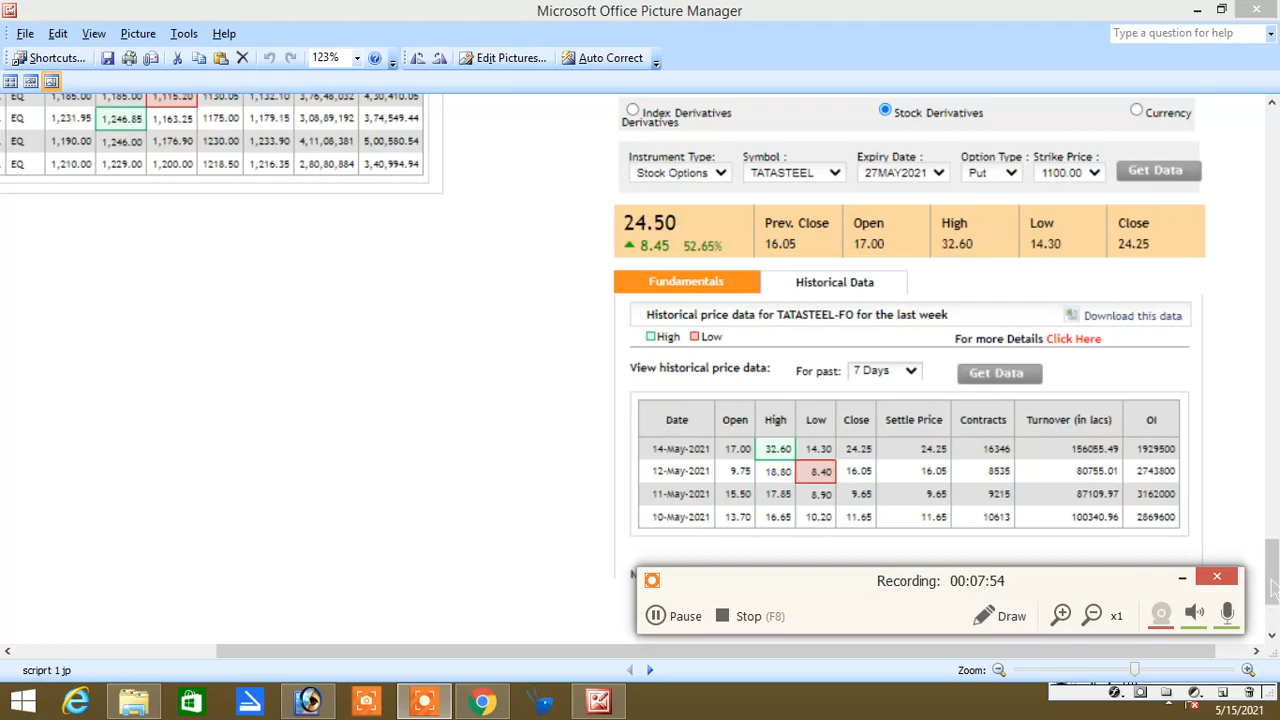 Microsoft Office Picture Manager
File Edit View Picture Tools Help
Type a question for help
Shortcuts... 123% Edit Pictures... Auto Correct
1,185.00 1,185.00 1,115.20 1130.05 1,132.10 3,76,48,032 4,30,410.05
EQ 1,231.95 1,246.85 1,163.25 1175.00 1,179.15 3,08,89,192 3,74,549.44
EQ 1,190.00 1,246.00 1,176.90 1230.00 1,233.90 4,11,08,381 5,00,580.54
EQ 1,210.00 1,229.00 1,200.00 1218.50 1,216.35 2,80,80,884 3,40,994.94
Index Derivatives Stock Derivatives Currency
Derivatives
Instrument Type: Symbol : Expiry Date : Option Type : Strike Price :
Stock Options TATASTEEL 27MAY2021 Put 1100.00 Get Data
24.50 Prev. Close Open High Low Close
8.45 52.65% 16.05 17.00 32.60 14.30 24.25
Fundamentals Historical Data
Historical price data for TATASTEEL-FO for the last week Download this data
High Low For more Details Click Here
View historical price data: For past: 7 Days Get Data
Date Open High Low Close Settle Price Contracts Turnover (in lacs) OI
14-May-2021 17.00 32.60 14.30 24.25 24.25 16346 156055.49 1929500
12-May-2021 9.75 18.80 8.40 16.05 16.05 8535 80755.01 2743800
11-May-2021 15.50 17.85 8.90 9.65 9.65 9215 87109.97 3162000
10-May-2021 13.70 16.65 10.20 11.65 11.65 10613 100340.96 2869600
Recording: 00:07:54
Pause Stop (F8) Draw x1
scriprt 1 jp Zoom:
5/15/2021